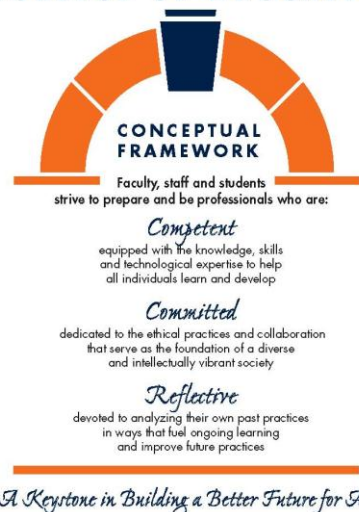 CONCEPTUAL
FRAMEWORK
Faculty, staff and students
strive to prepare and be professionals who are:
Competent
equipped with the knowledge, skills
and technological expertise to help
all individuals learn and develop
Committed
dedicated to the ethical practices and collaboration
that serve as the foundation of a diverse
and intellectually vibrant society
Reflective
devoted to analyzing their own past practices
in ways that fuel ongoing learning
and improve future practices
A Keystone in Building a Better Future for